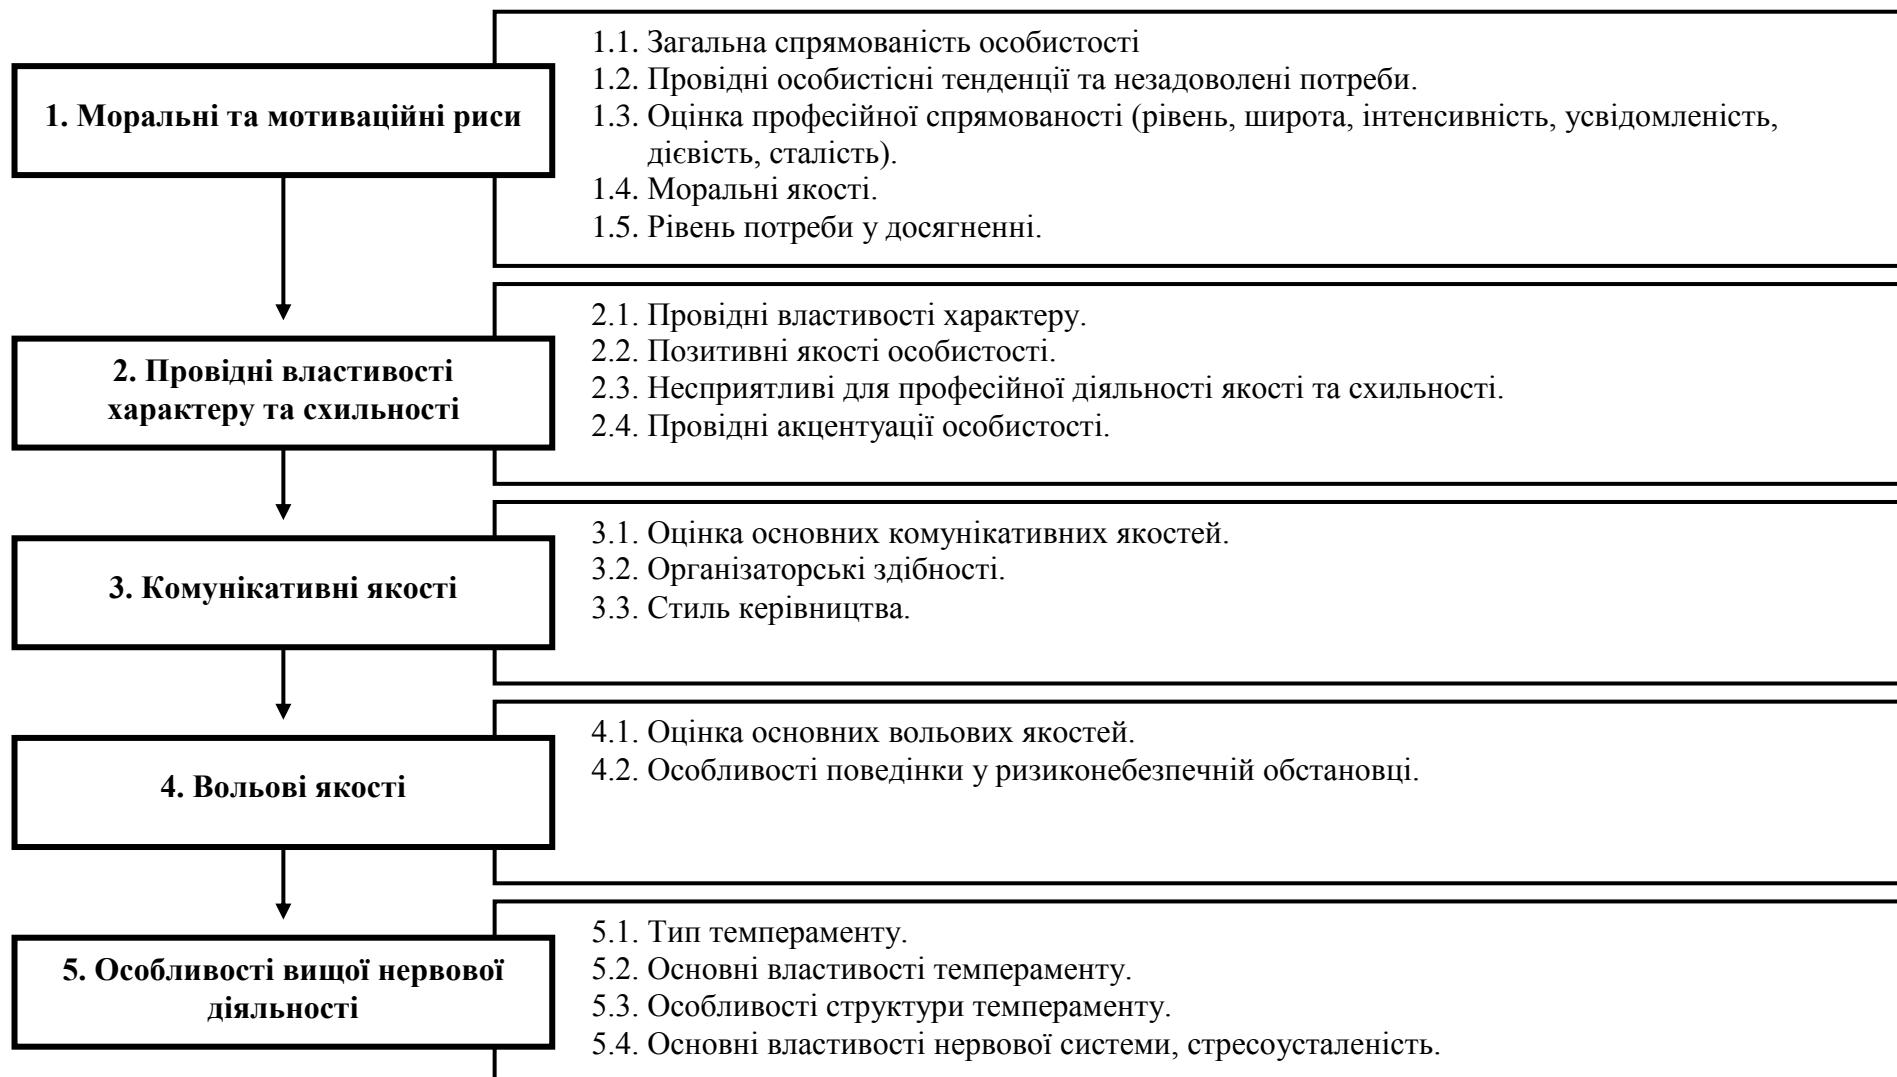 1. Моральні та мотиваційні риси
1.1. Загальна спрямованість особистості
1.2. Провідні особистісні тенденції та незадоволені потреби.
1.3. Оцінка професійної спрямованості (рівень, широта, інтенсивність, усвідомленість,
дієвість, сталість).
1.4. Моральні якості.
1.5. Рівень потреби у досягненні.
2. Провідні властивості
характеру та схильності
2.1. Провідні властивості характеру.
2.2. Позитивні якості особистості.
2.3. Несприятливі для професійної діяльності якості та схильності.
2.4. Провідні акцентуації особистості.
3. Комунікативні якості
3.1. Оцінка основних комунікативних якостей.
3.2. Організаторські здібності.
3.3. Стиль керівництва.
4. Вольові якості
4.1. Оцінка основних вольових якостей.
4.2. Особливості поведінки у ризиконебезпечній обстановці.
5. Особливості вищої нервової
діяльності
5.1. Тип темпераменту.
5.2. Основні властивості темпераменту.
5.3. Особливості структури темпераменту.
5.4. Основні властивості нервової системи, стресоусталеність.